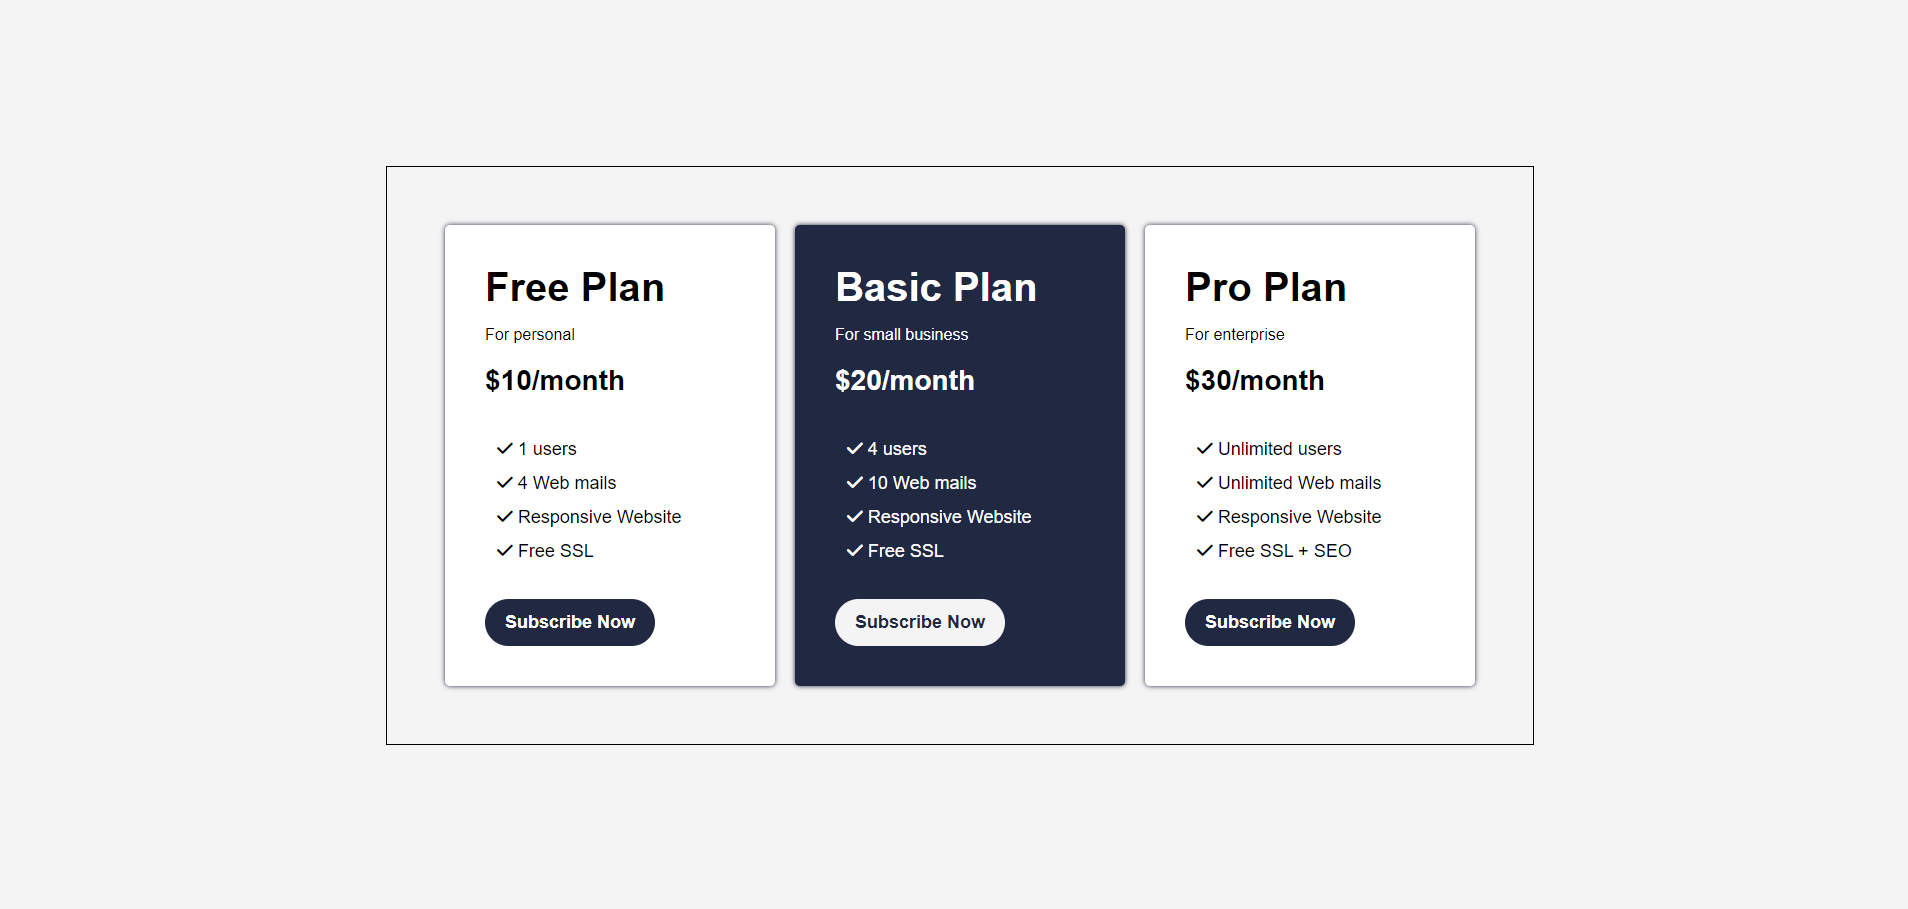 Free Plan
For personal
$10/month
1 users
4 Web mails
Responsive Website
Free SSL
Subscribe Now
Basic Plan
For small business
$20/month
4 users
10 Web mails
Responsive Website
Free SSL
Subscribe Now
Pro Plan
For enterprise
$30/month
Unlimited users
Unlimited Web mails
Responsive Website
Free SSL + SEO
Subscribe Now